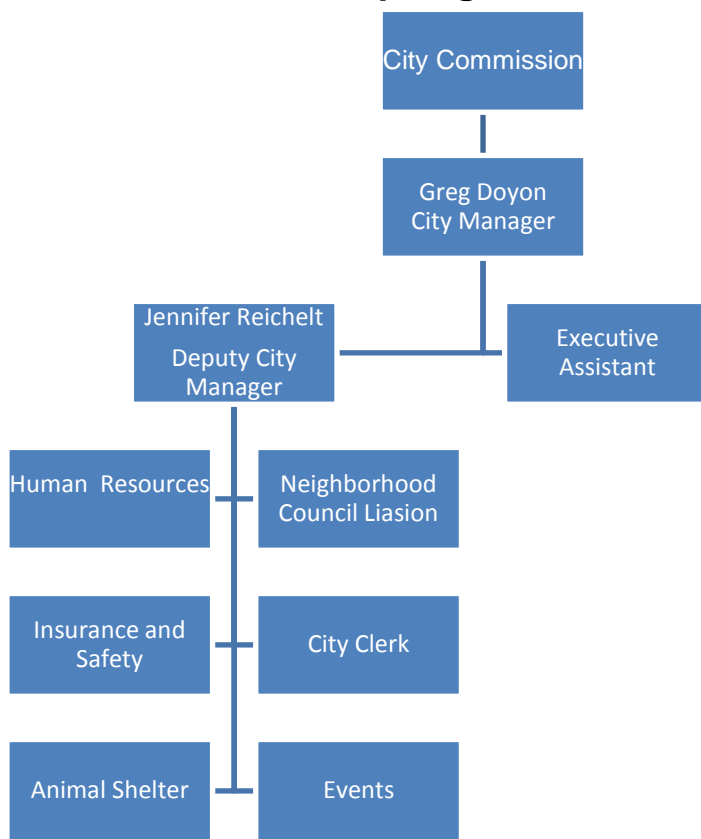 City Commission
Greg Doyon
City Manager
Jennifer Reichelt
Deputy City
Manager
Executive
Assistant
Human Resources
Neighborhood
Council Liasion
Insurance and
Safety
City Clerk
Animal Shelter
Events